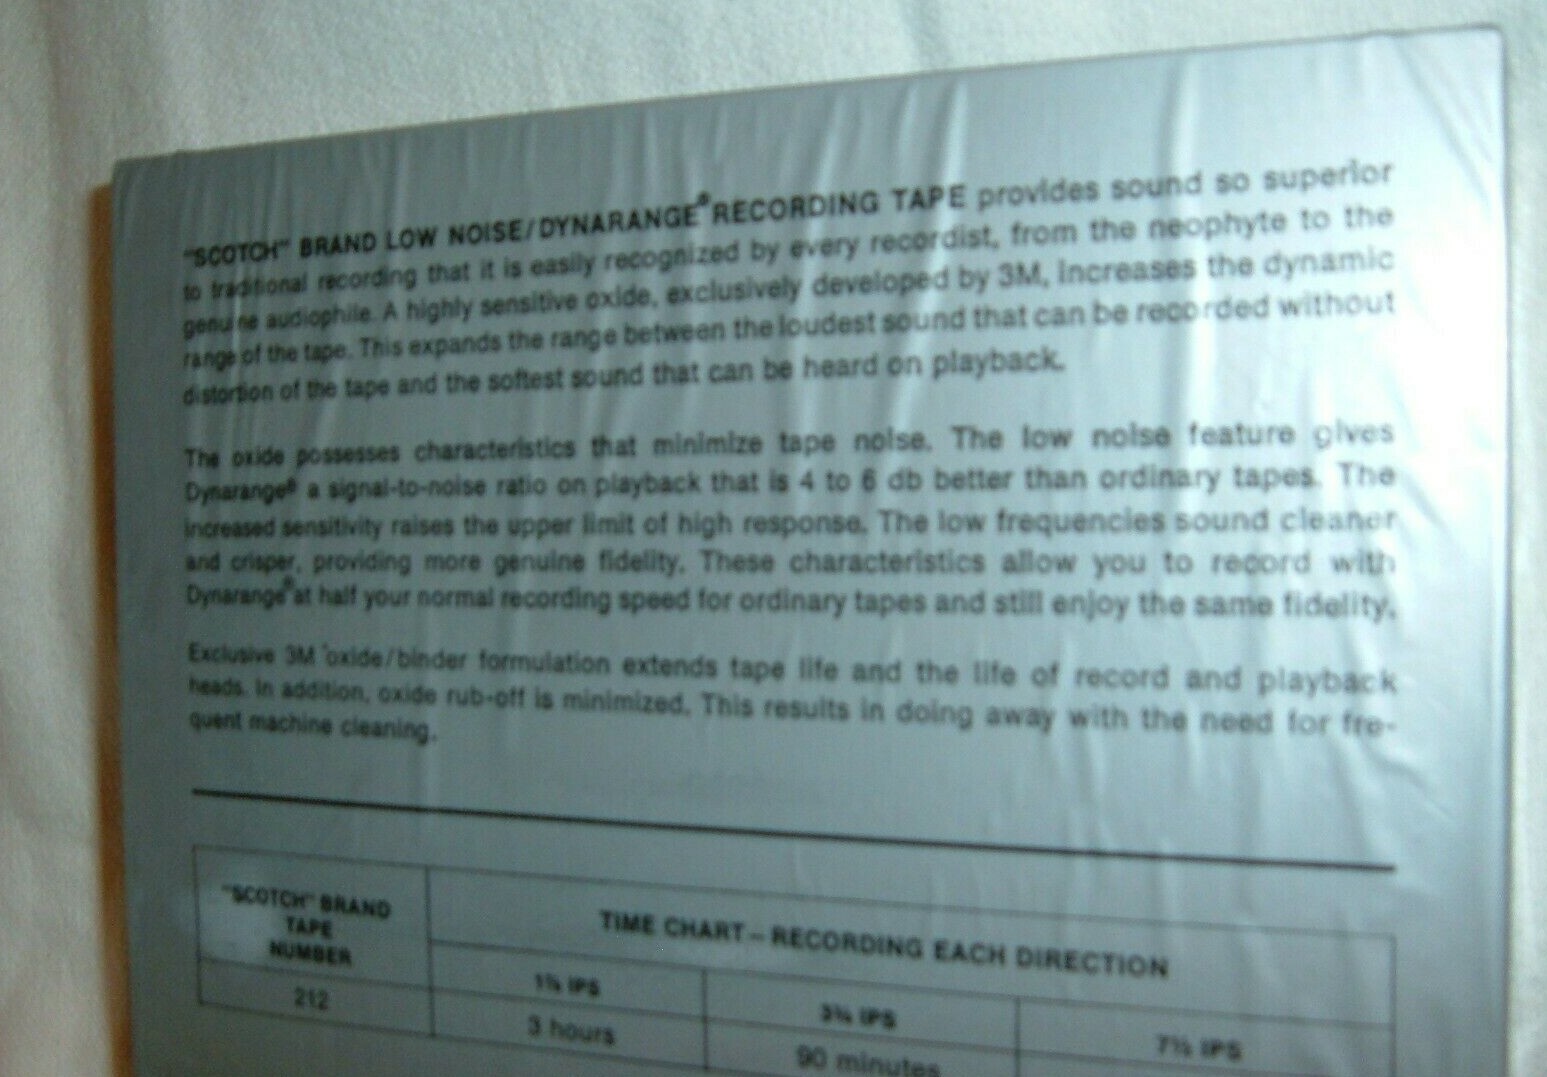 "SCOTCH" BRAND LOW NOISE/DYNARANGE® RECORDING TAPE provides sound so superior
to traditional recording that it is easily recognized by every recordist, from the neophyte to the
genuine audiophile. A highly sensitive oxide, exclusively developed by 3M, increases the dynamic
range of the tape. This expands the range between the loudest sound that can be recorded without
distortion of the tape and the softest sound that can be heard on playback.
The oxide possesses characteristics that minimize tape noise. The low noise feature gives
Dynarange® a signal-to-noise ratio on playback that is 4 to 6 db better than ordinary tapes. The
increased sensitivity raises the upper limit of high response. The low frequencies sound cleaner
and crisper, providing more genuine fidelity. These characteristics allow you to record with
Dynarange® at half your normal recording speed for ordinary tapes and still enjoy the same fidelity.
Exclusive 3M oxide/binder formulation extends tape life and the life of record and playback
heads. In addition, oxide rub-off is minimized. This results in doing away with the need for fre-
quent machine cleaning.
"SCOTCH" BRAND
TAPE
NUMBER
TIME CHART – RECORDING EACH DIRECTION
1⅞ IPS
3¾ IPS
7½ IPS
212
3 hours
90 minutes